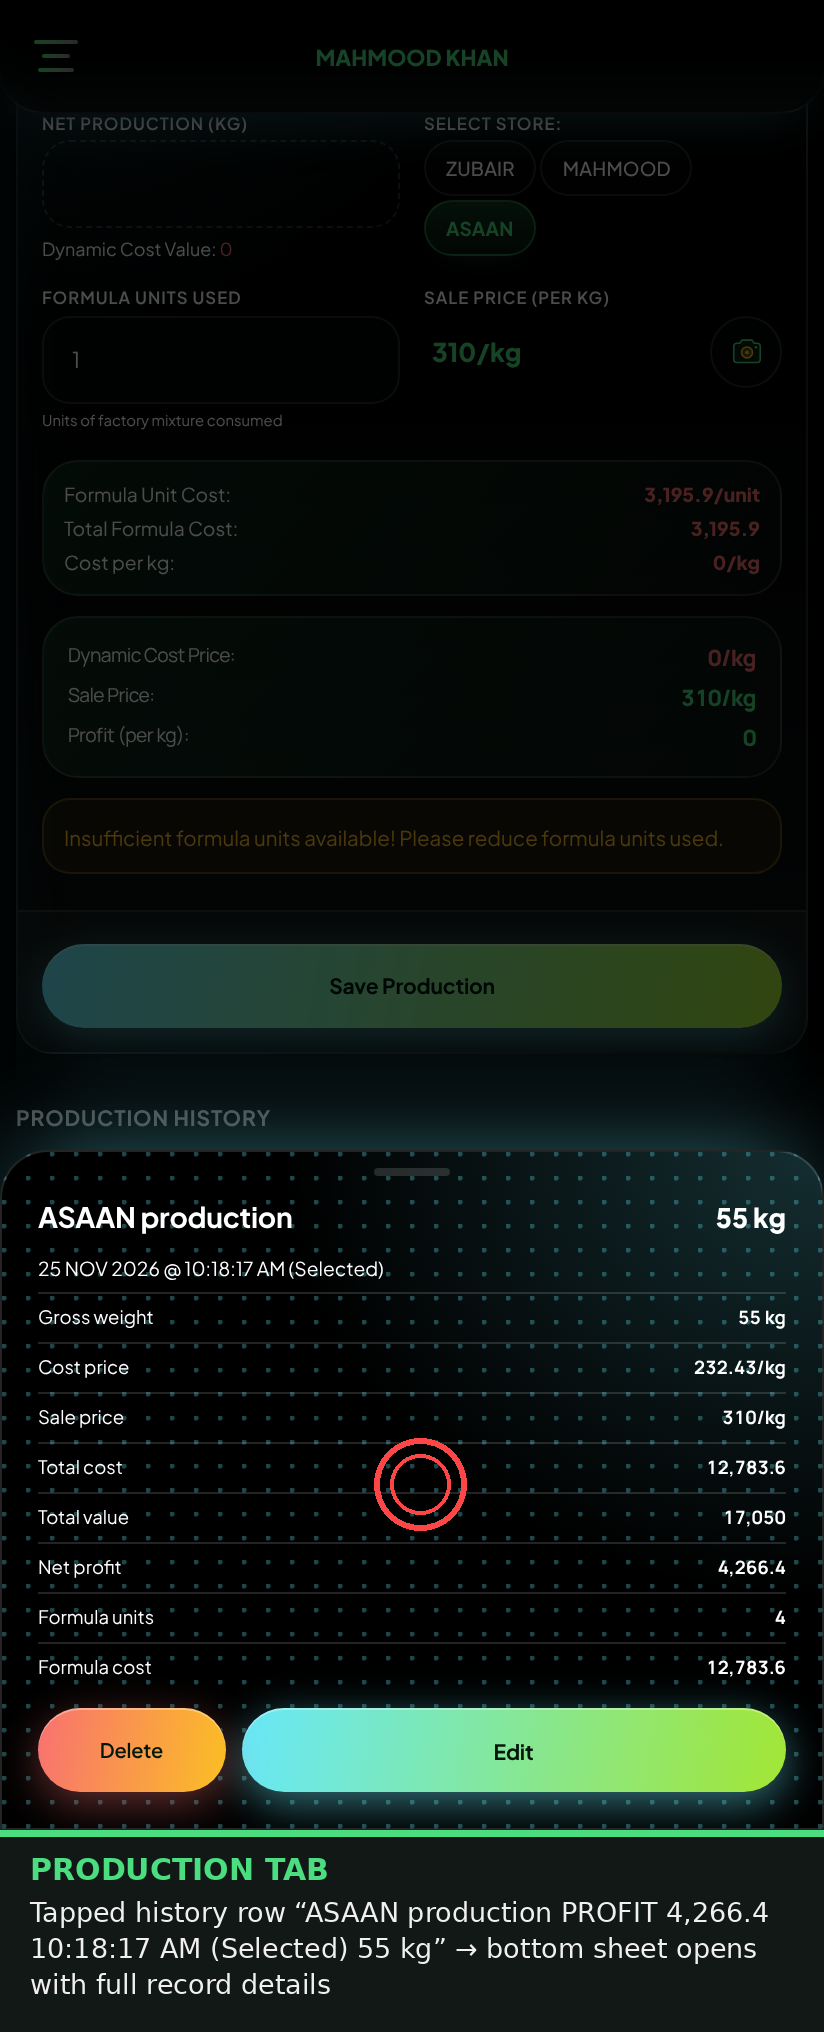 MAHMOOD KHAN
NET PRODUCTION (KG)
SELECT STORE:
ZUBAIR
MAHMOOD
ASAAN
Dynamic Cost Value: 0
FORMULA UNITS USED
SALE PRICE (PER KG)
1
310/kg
Units of factory mixture consumed
Formula Unit Cost: 3,195.9/unit
Total Formula Cost: 3,195.9
Cost per kg: 0/kg
Dynamic Cost Price: 0/kg
Sale Price: 310/kg
Profit (per kg): 0
Insufficient formula units available! Please reduce formula units used.
Save Production
PRODUCTION HISTORY
ASAAN production 55 kg
25 NOV 2026 @ 10:18:17 AM (Selected)
Gross weight 55 kg
Cost price 232.43/kg
Sale price 310/kg
Total cost 12,783.6
Total value 17,050
Net profit 4,266.4
Formula units 4
Formula cost 12,783.6
Delete
Edit
PRODUCTION TAB
Tapped history row “ASAAN production PROFIT 4,266.4
10:18:17 AM (Selected) 55 kg” → bottom sheet opens
with full record details